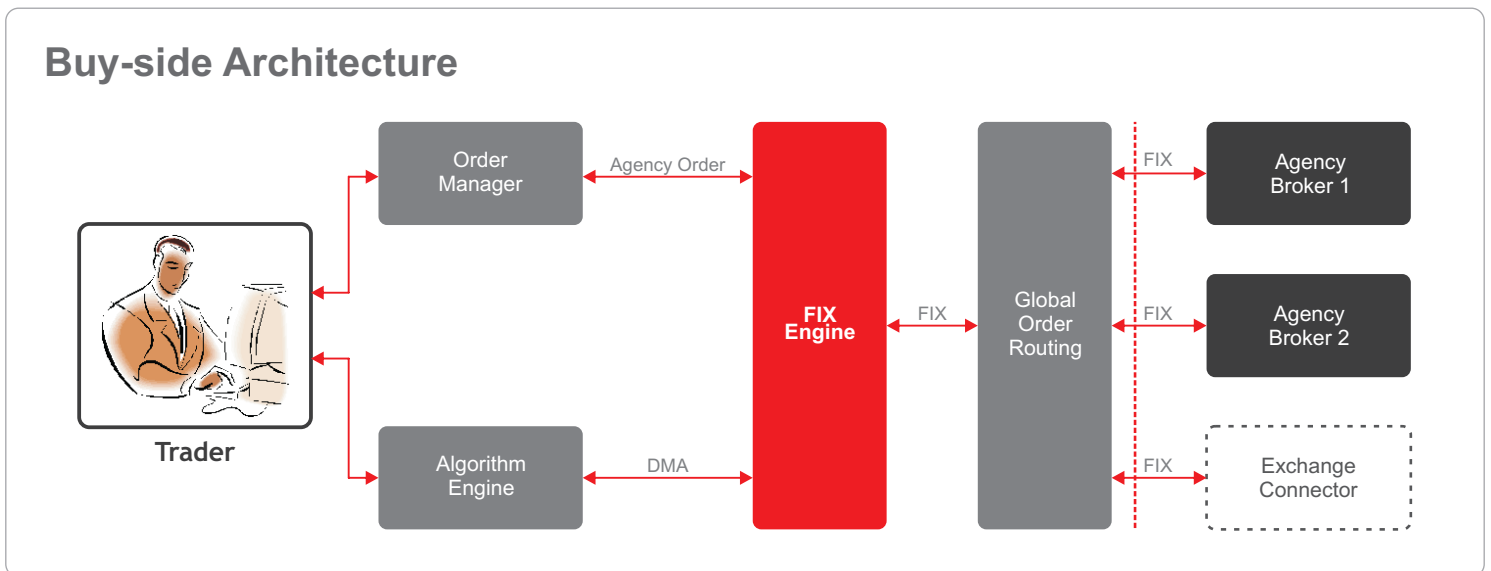 Buy-side Architecture
Order
Manager
Agency Order
FIX
Agency
Broker 1
Trader
FIX
Engine
FIX
Global
Order
Routing
FIX
Agency
Broker 2
Algorithm
Engine
DMA
FIX
Exchange
Connector